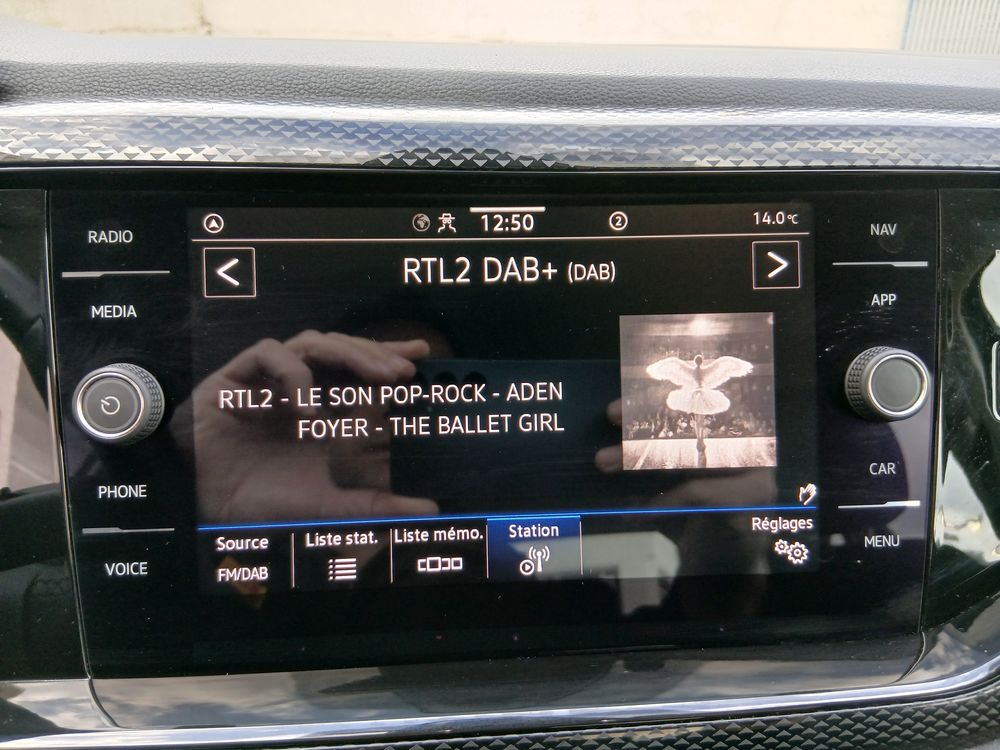 RADIO
MEDIA
PHONE
VOICE
12:50
2
14.0°C
< RTL2 DAB+ (DAB) >
RTL2 - LE SON POP-ROCK - ADEN
FOYER - THE BALLET GIRL
Source
FM/DAB
Liste stat.
Liste mémo.
Station
Réglages
NAV
APP
CAR
MENU